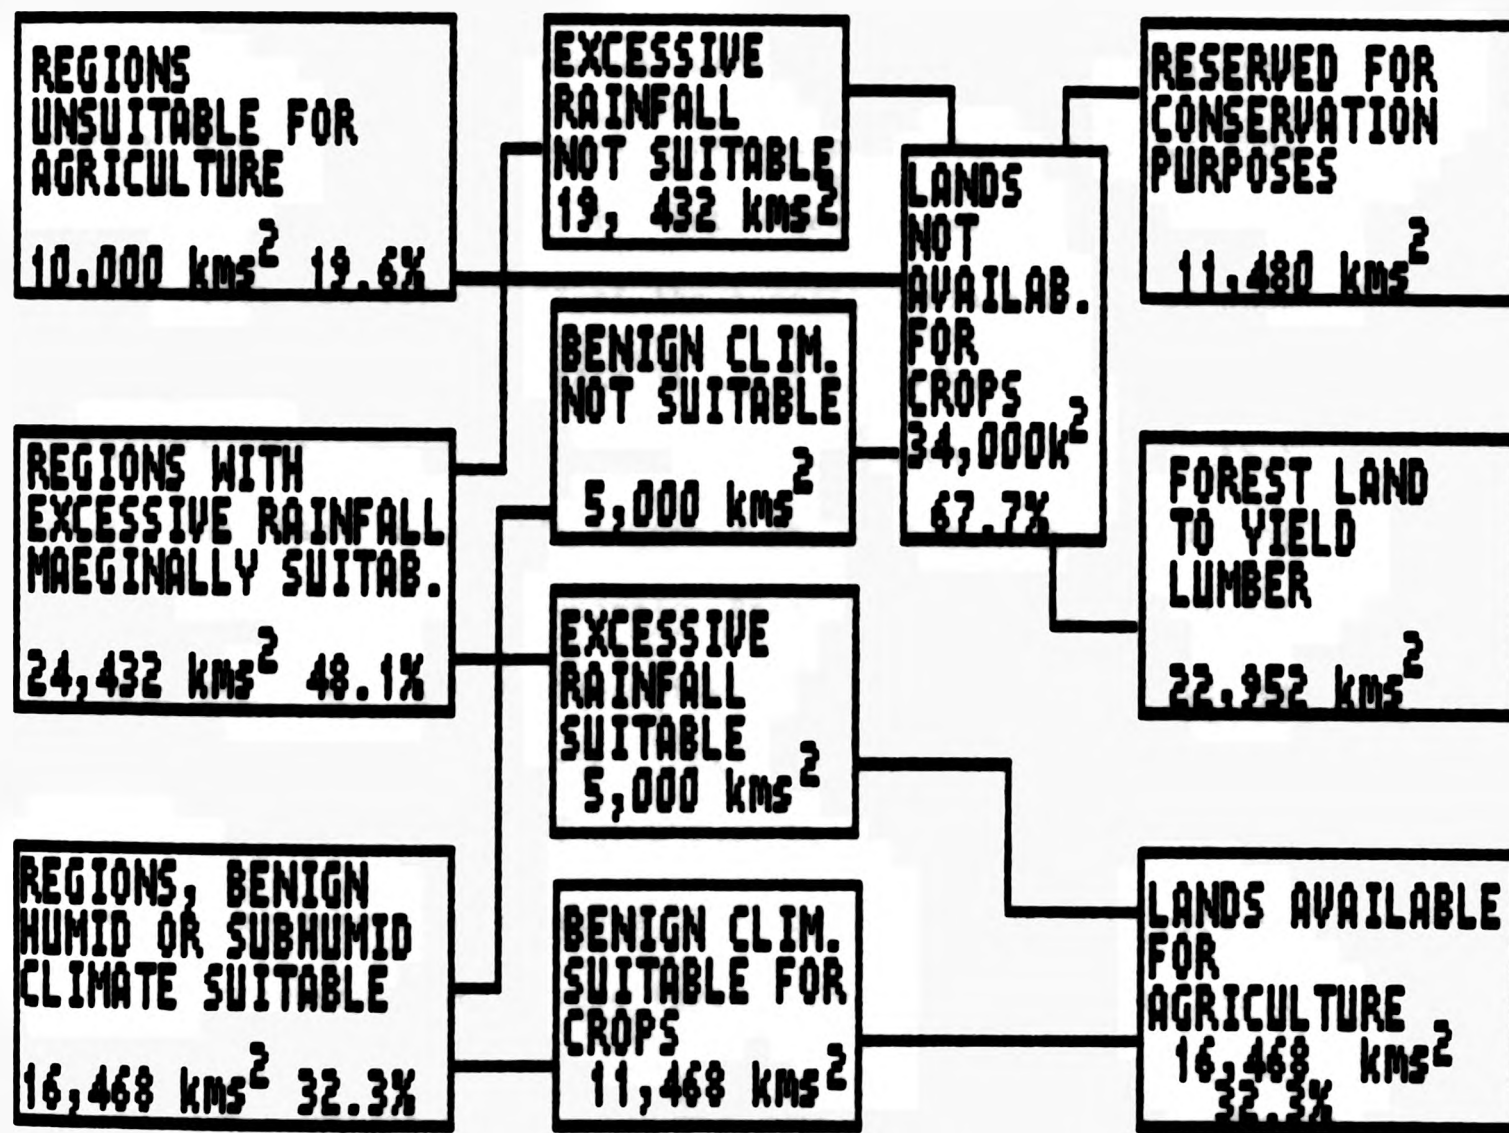 REGIONS
UNSUITABLE FOR
AGRICULTURE
10,000 kms² 19.6%
REGIONS WITH
EXCESSIVE RAINFALL
MAEGINALLY SUITAB.
24,432 kms² 48.1%
REGIONS, BENIGN
HUMID OR SUBHUMID
CLIMATE SUITABLE
16,468 kms² 32.3%
EXCESSIVE
RAINFALL
NOT SUITABLE
19, 432 kms²
BENIGN CLIM.
NOT SUITABLE
5,000 kms²
EXCESSIVE
RAINFALL
SUITABLE
5,000 kms²
BENIGN CLIM.
SUITABLE FOR
CROPS
11,468 kms²
LANDS
NOT
AVAILAB.
FOR
CROPS
34,000k²
67.7%
RESERVED FOR
CONSERVATION
PURPOSES
11,480 kms²
FOREST LAND
TO YIELD
LUMBER
22,952 kms²
LANDS AVAILABLE
FOR
AGRICULTURE
16,468 kms²
32.3%